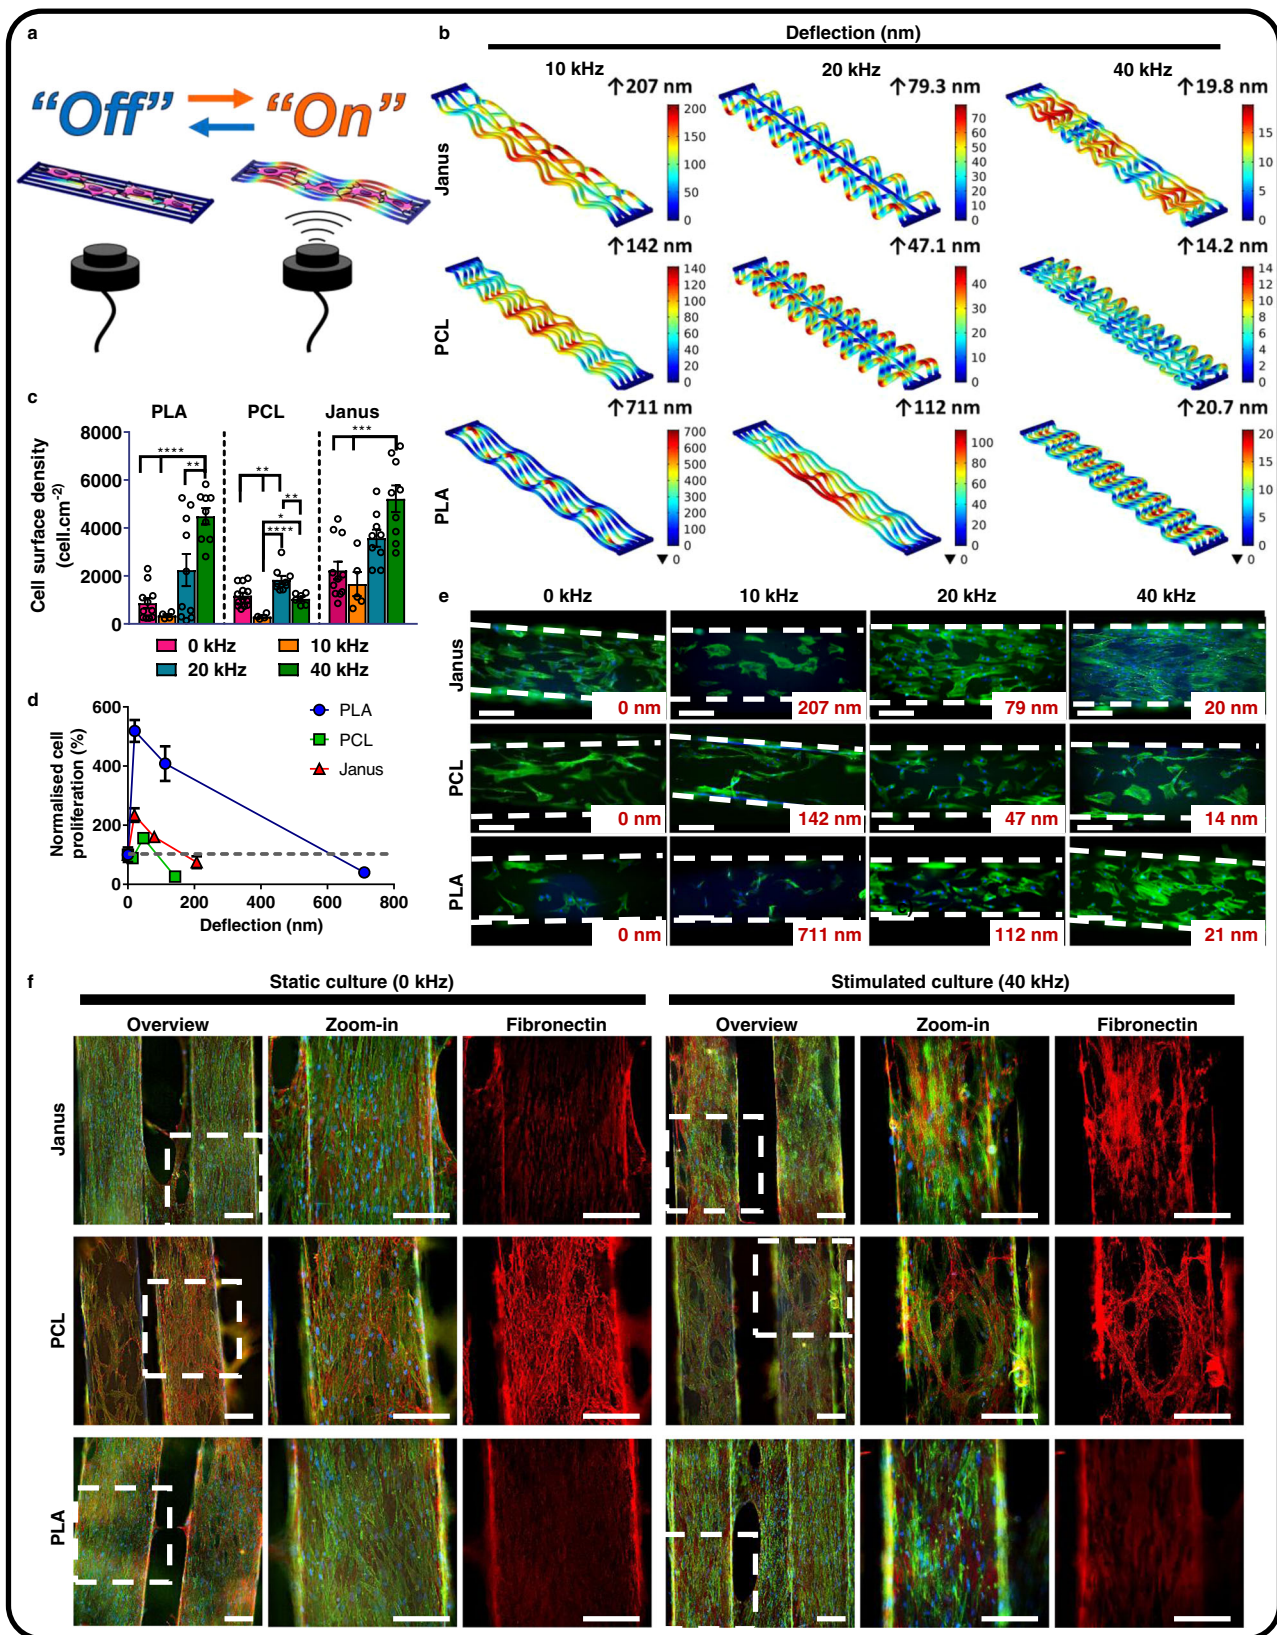 a
"Off" "On"
b
Deflection (nm)
10 kHz 20 kHz 40 kHz
Janus
↑207 nm
200
150
100
50
0
↑79.3 nm
70
60
50
40
30
20
10
0
↑19.8 nm
15
10
5
0
PCL
↑142 nm
140
120
100
80
60
40
20
0
↑47.1 nm
40
30
20
10
0
↑14.2 nm
14
12
10
8
6
4
2
0
PLA
↑711 nm
700
600
500
400
300
200
100
0
▼ 0
↑112 nm
100
80
60
40
20
0
▼ 0
↑20.7 nm
20
15
10
5
0
▼ 0
c
PLA PCL Janus
Cell surface density
(cell.cm⁻²)
8000
6000
4000
2000
0
****
**
**
**
*
****
***
0 kHz 10 kHz
20 kHz 40 kHz
d
Normalised cell
proliferation (%)
600
400
200
0
0 200 400 600 800
Deflection (nm)
PLA
PCL
Janus
e
0 kHz 10 kHz 20 kHz 40 kHz
Janus
0 nm 207 nm 79 nm 20 nm
PCL
0 nm 142 nm 47 nm 14 nm
PLA
0 nm 711 nm 112 nm 21 nm
f
Static culture (0 kHz) Stimulated culture (40 kHz)
Overview Zoom-in Fibronectin Overview Zoom-in Fibronectin
Janus
PCL
PLA